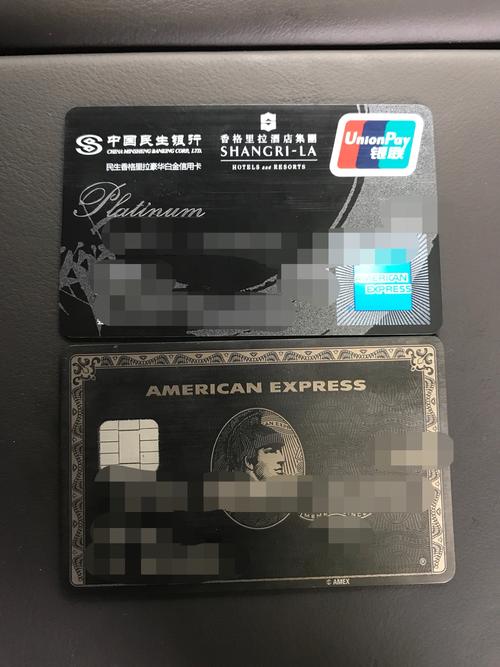 中国民生银行
CHINA MINSHENG BANKING CORP., LTD.
民生香格里拉豪华白金信用卡
香格里拉酒店集團
SHANGRI-LA
HOTELS and RESORTS
UnionPay
银联
Platinum
AMERICAN
EXPRESS
AMERICAN EXPRESS
®
© AMEX